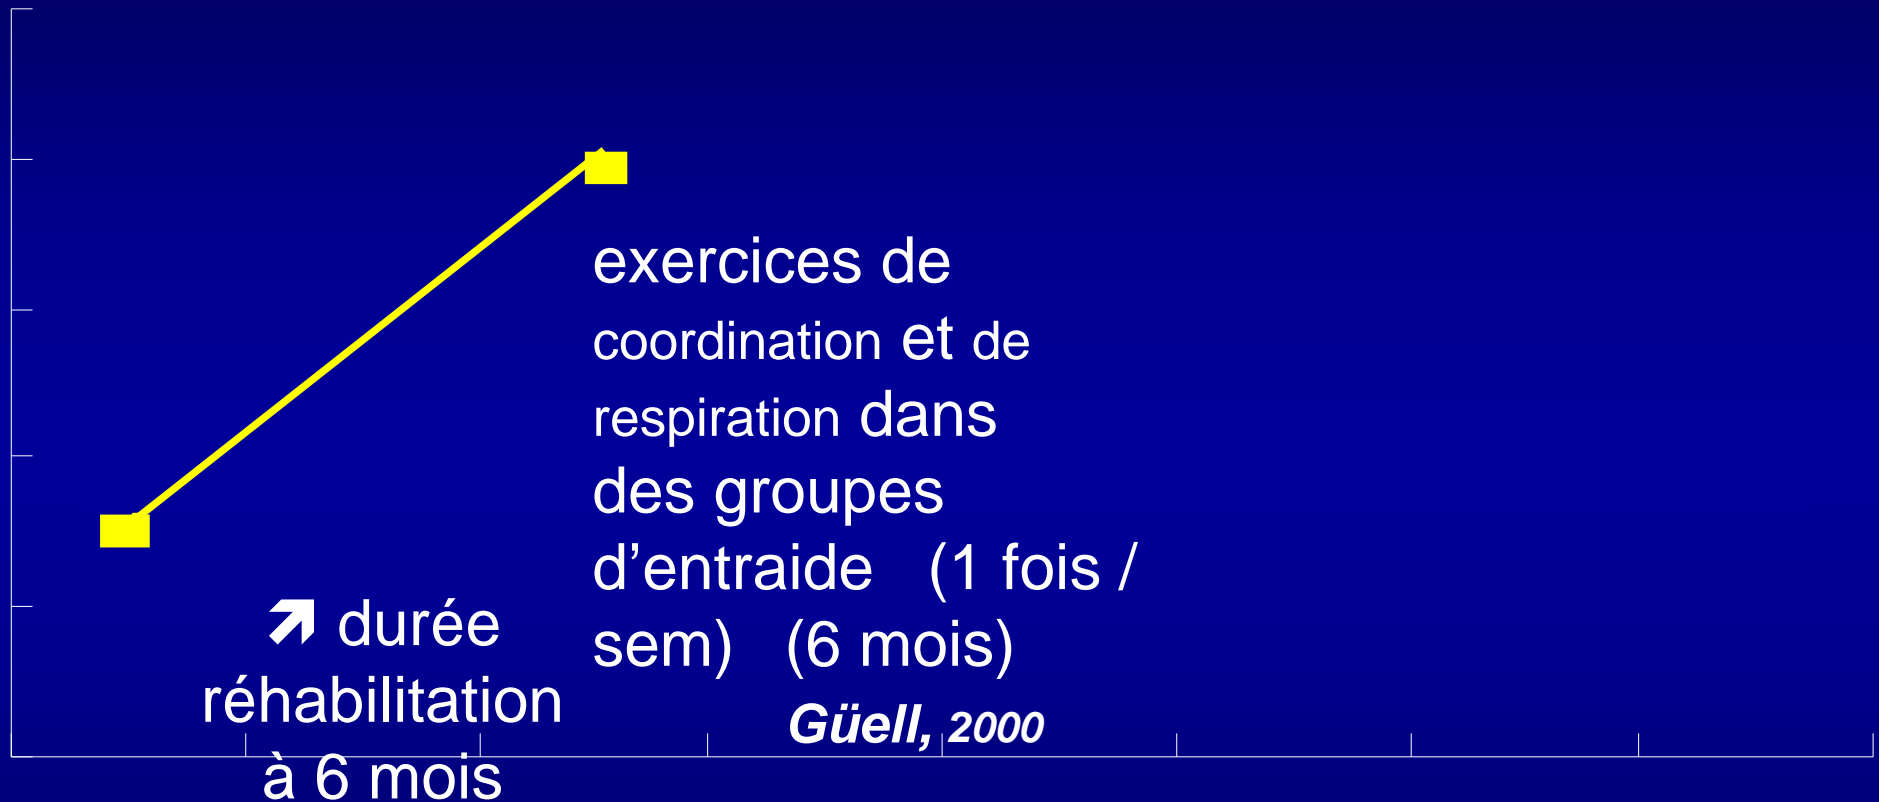 exercices de
coordination et de
respiration dans
des groupes
d’entraide (1 fois /
sem) (6 mois)
Güell, 2000
➚ durée
réhabilitation
à 6 mois